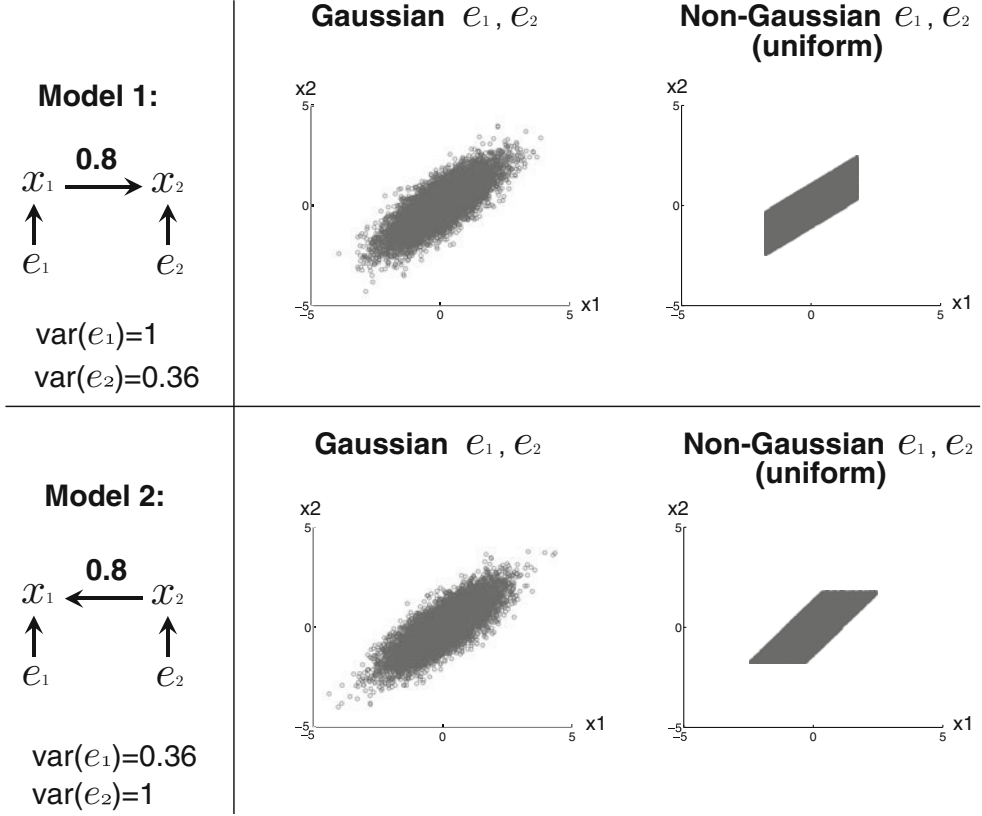 Model 1:
0.8
x₁ x₂
e₁ e₂
var(e₁)=1
var(e₂)=0.36
Gaussian e₁, e₂
x2
5
0
−5
−5 0 5
x1
Non-Gaussian e₁, e₂
(uniform)
x2
5
0
−5
−5 0 5
x1
Model 2:
0.8
x₁ x₂
e₁ e₂
var(e₁)=0.36
var(e₂)=1
Gaussian e₁, e₂
x2
5
0
−5
−5 0 5
x1
Non-Gaussian e₁, e₂
(uniform)
x2
5
0
−5
−5 0 5
x1